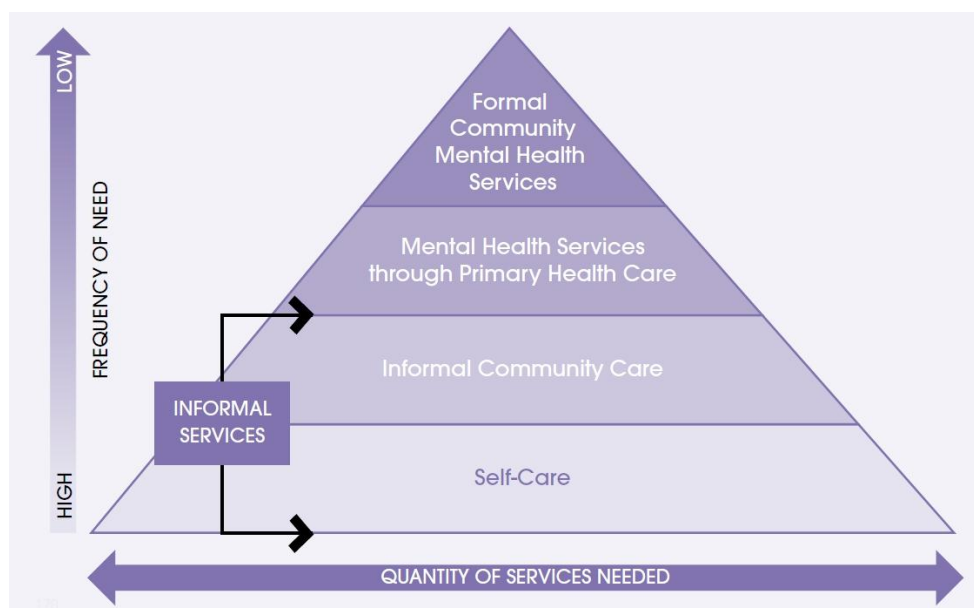 LOW
FREQUENCY OF NEED
HIGH
Formal
Community
Mental Health
Services
Mental Health Services
through Primary Health Care
Informal Community Care
INFORMAL
SERVICES
Self-Care
QUANTITY OF SERVICES NEEDED